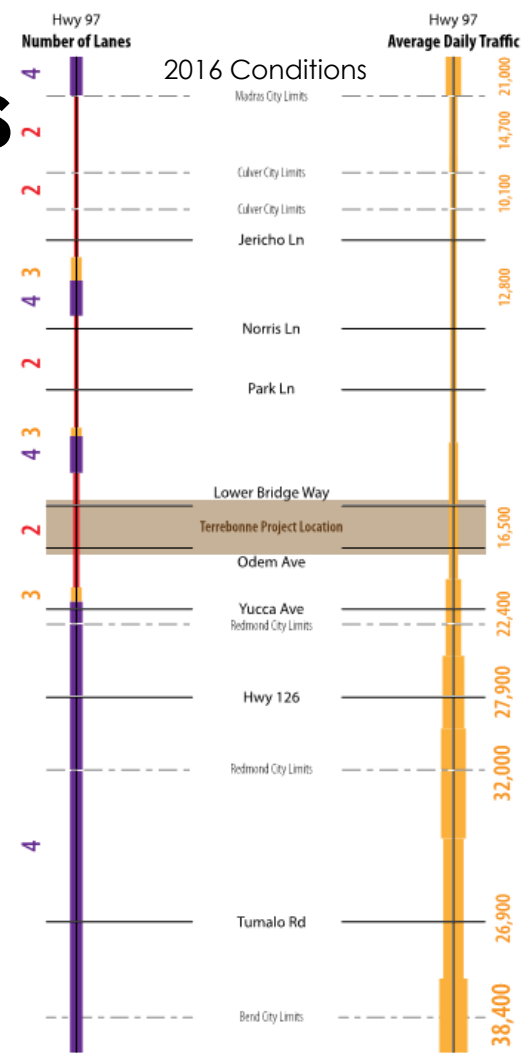 Hwy 97
Number of Lanes
Hwy 97
Average Daily Traffic
2016 Conditions
s
4
21,000
Madras City Limits
2
14,700
Culver City Limits
2
10,100
Culver City Limits
Jericho Ln
3
12,800
4
Norris Ln
2
Park Ln
3
4
Lower Bridge Way
2
Terrebonne Project Location
16,500
Odem Ave
3
Yucca Ave
22,400
Redmond City Limits
Hwy 126
27,900
Redmond City Limits
32,000
4
Tumalo Rd
26,900
Bend City Limits
38,400